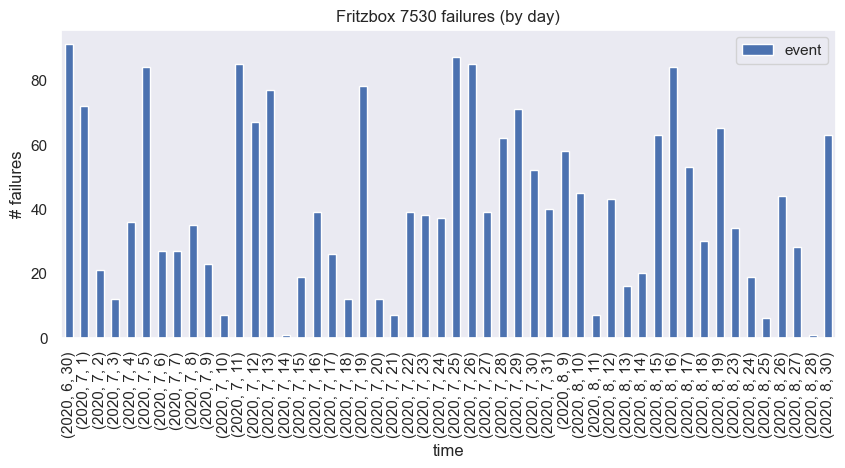 Fritzbox 7530 failures (by day)
event
# failures
80
60
40
20
0
(2020, 6, 30)
(2020, 7, 1)
(2020, 7, 2)
(2020, 7, 3)
(2020, 7, 4)
(2020, 7, 5)
(2020, 7, 6)
(2020, 7, 7)
(2020, 7, 8)
(2020, 7, 9)
(2020, 7, 10)
(2020, 7, 11)
(2020, 7, 12)
(2020, 7, 13)
(2020, 7, 14)
(2020, 7, 15)
(2020, 7, 16)
(2020, 7, 17)
(2020, 7, 18)
(2020, 7, 19)
(2020, 7, 20)
(2020, 7, 21)
(2020, 7, 22)
(2020, 7, 23)
(2020, 7, 24)
(2020, 7, 25)
(2020, 7, 26)
(2020, 7, 27)
(2020, 7, 28)
(2020, 7, 29)
(2020, 7, 30)
(2020, 7, 31)
(2020, 8, 9)
(2020, 8, 10)
(2020, 8, 11)
(2020, 8, 12)
(2020, 8, 13)
(2020, 8, 14)
(2020, 8, 15)
(2020, 8, 16)
(2020, 8, 17)
(2020, 8, 18)
(2020, 8, 19)
(2020, 8, 23)
(2020, 8, 24)
(2020, 8, 25)
(2020, 8, 26)
(2020, 8, 27)
(2020, 8, 28)
(2020, 8, 30)
time